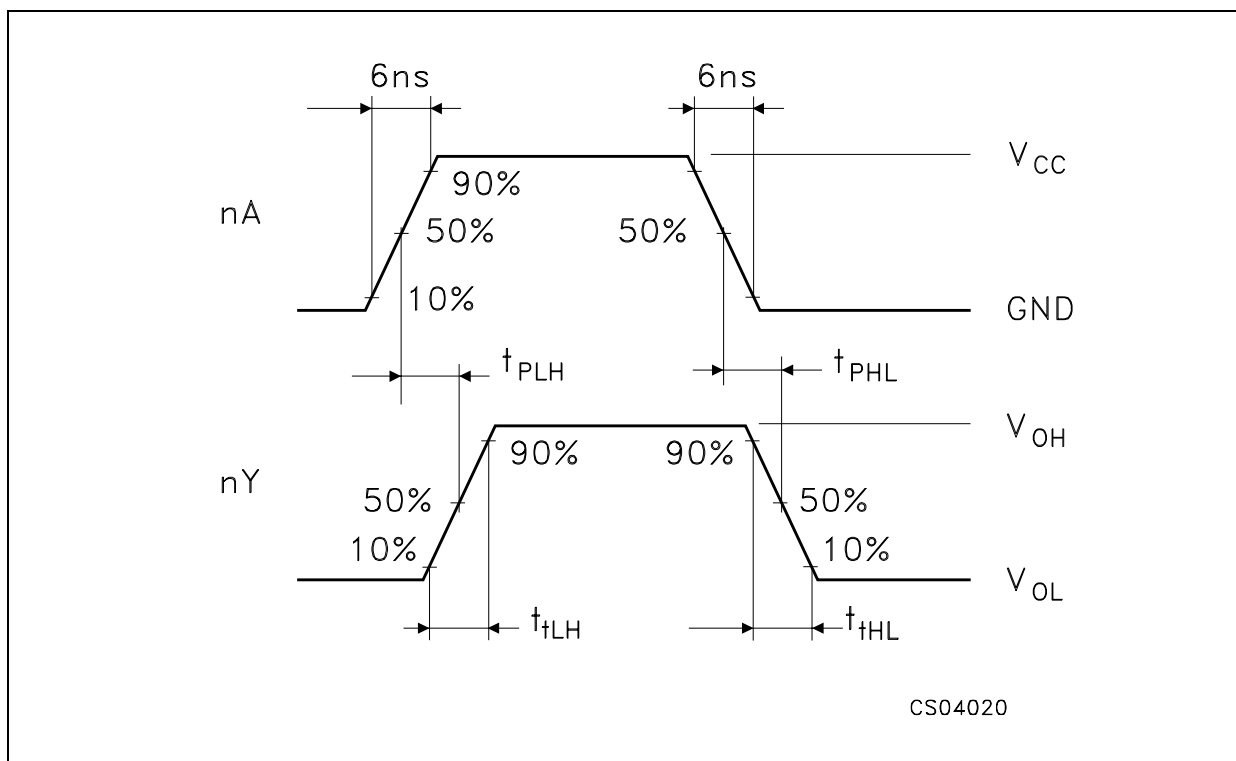 6ns 6ns
V_CC
90%
nA 50% 50%
10% GND
t_PLH t_PHL
V_OH
90% 90%
nY 50% 50%
10% 10%
V_OL
t_tLH t_tHL
CS04020